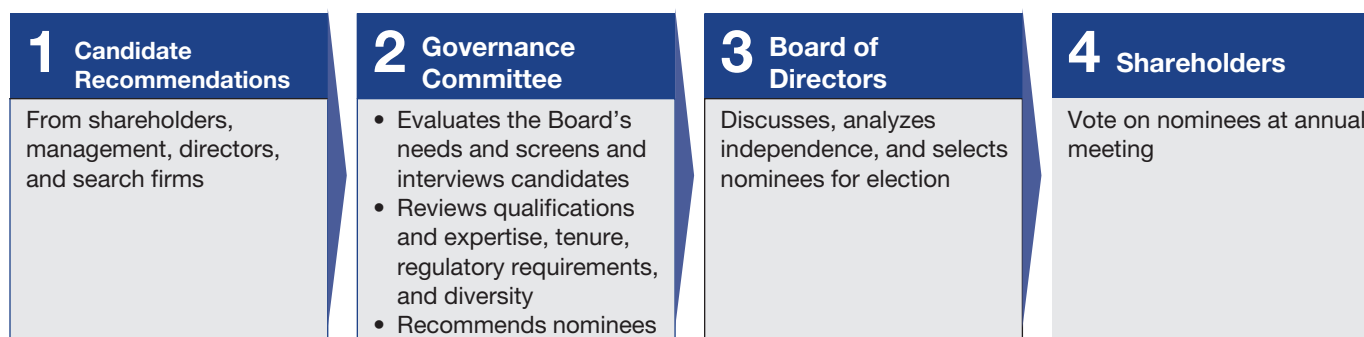 1 Candidate
Recommendations
From shareholders,
management, directors,
and search firms
2 Governance
Committee
• Evaluates the Board’s
needs and screens and
interviews candidates
• Reviews qualifications
and expertise, tenure,
regulatory requirements,
and diversity
• Recommends nominees
3 Board of
Directors
Discusses, analyzes
independence, and selects
nominees for election
4 Shareholders
Vote on nominees at annual
meeting